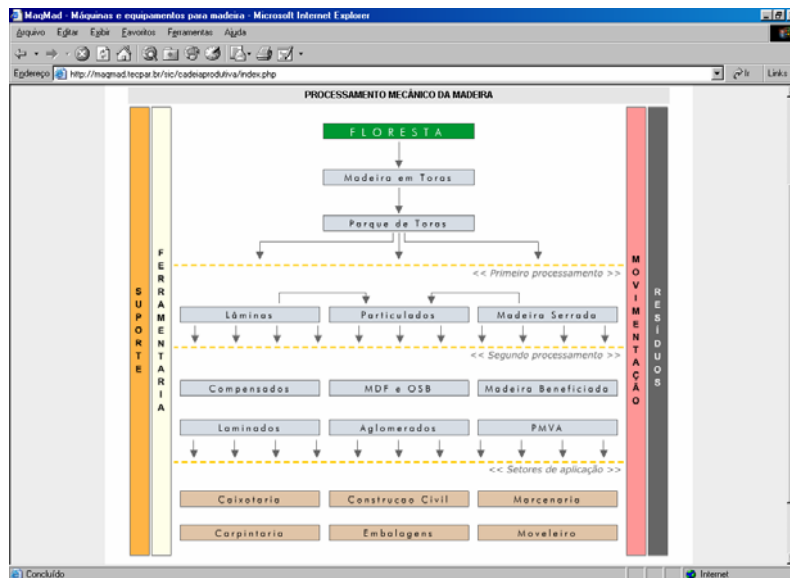 MaqMad - Máquinas e equipamentos para madeira - Microsoft Internet Explorer
Arquivo Editar Exibir Favoritos Ferramentas Ajuda
Endereço http://maqmad.tecpar.br/sic/cadeiaprodutiva/index.php Ir Links
PROCESSAMENTO MECÂNICO DA MADEIRA
SUPORTE
FERRAMENTARIA
FLORESTA
Madeira em Toras
Parque de Toras
<< Primeiro processamento >>
Lâminas Particulados Madeira Serrada
<< Segundo processamento >>
Compensados MDF e OSB Madeira Beneficiada
Laminados Aglomerados PMVA
<< Setores de aplicação >>
Caixotaria Construcao Civil Marcenaria
Carpintaria Embalagens Moveleiro
MOVIMENTAÇÃO
RESÍDUOS
Concluído Internet